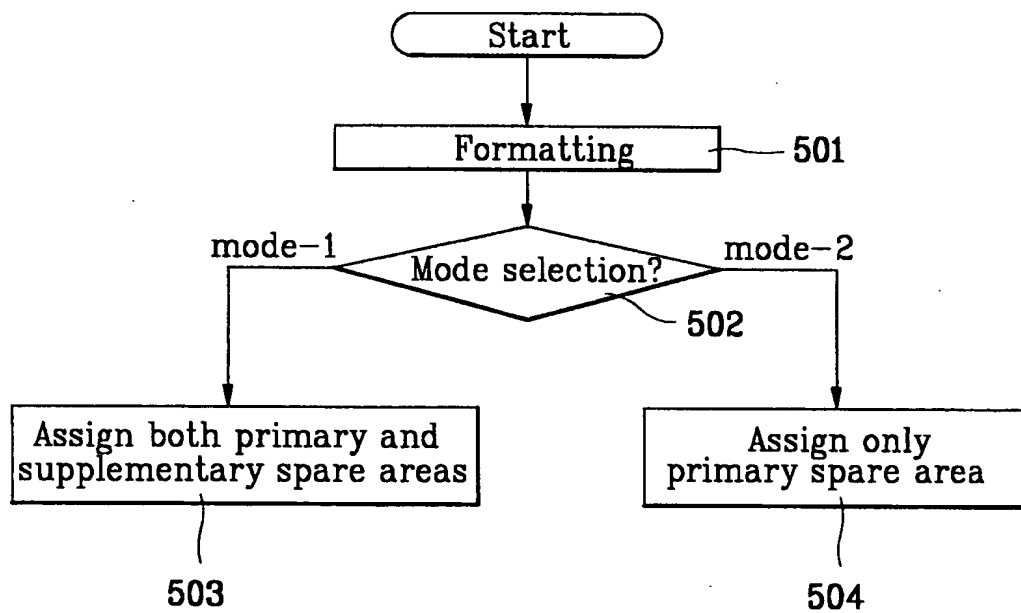 Start
Formatting
501
mode-1
mode-2
Mode selection?
502
Assign both primary and
supplementary spare areas
Assign only
primary spare area
503
504